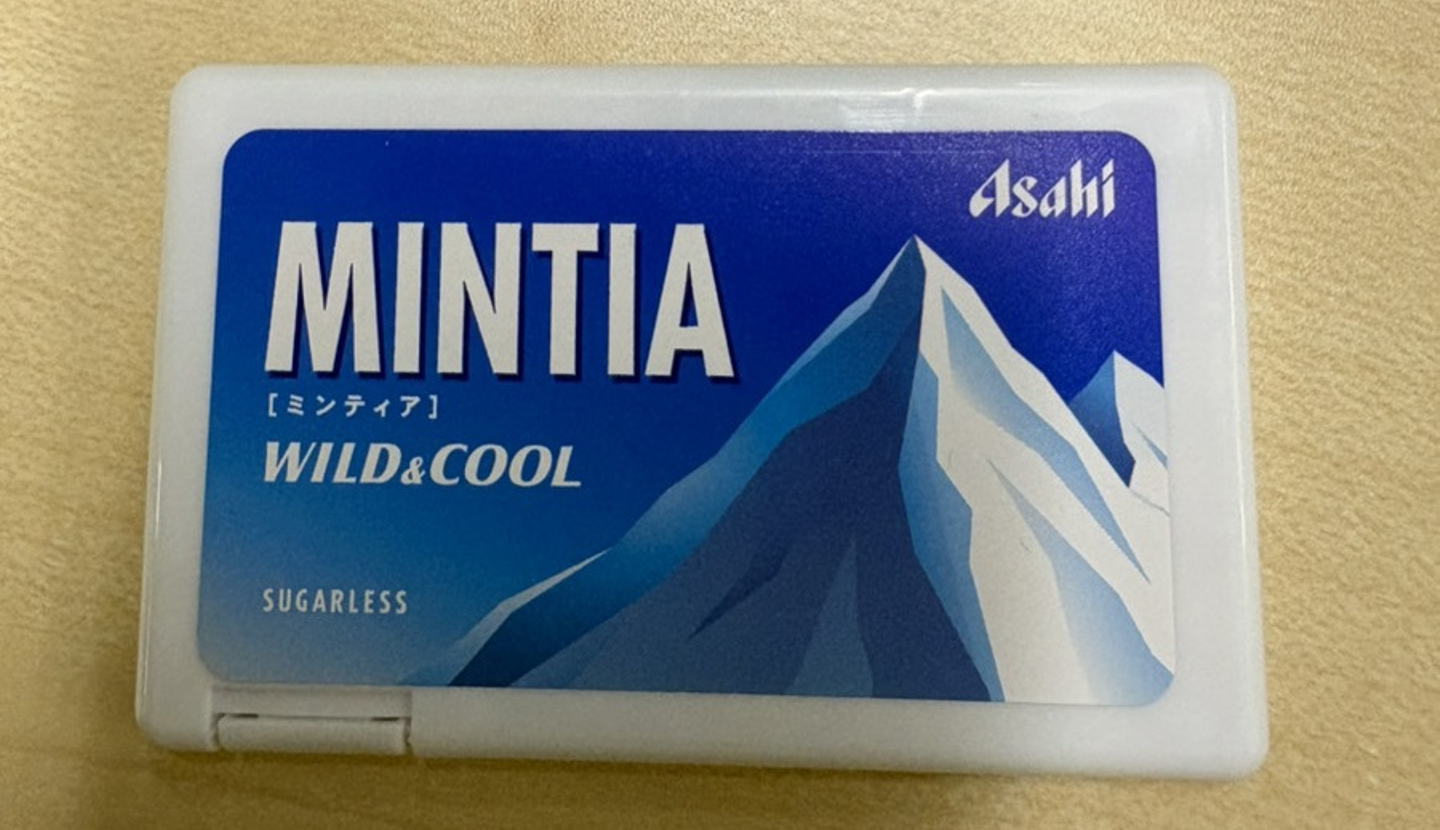 Asahi
MINTIA
[ミンティア]
WILD&COOL
SUGARLESS